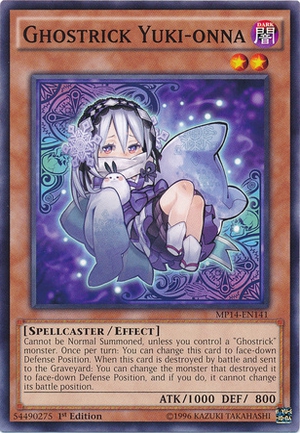 Ghostrick Yuki-onna
DARK
闇
MP14-EN141
[Spellcaster / Effect]
Cannot be Normal Summoned, unless you control a "Ghostrick"
monster. Once per turn: You can change this card to face-down
Defense Position. When this card is destroyed by battle and sent
to the Graveyard: You can change the monster that destroyed it
to face-down Defense Position, and if you do, it cannot change
its battle position.
ATK/1000 DEF/ 800
54490275 1st Edition ©1996 KAZUKI TAKAHASHI